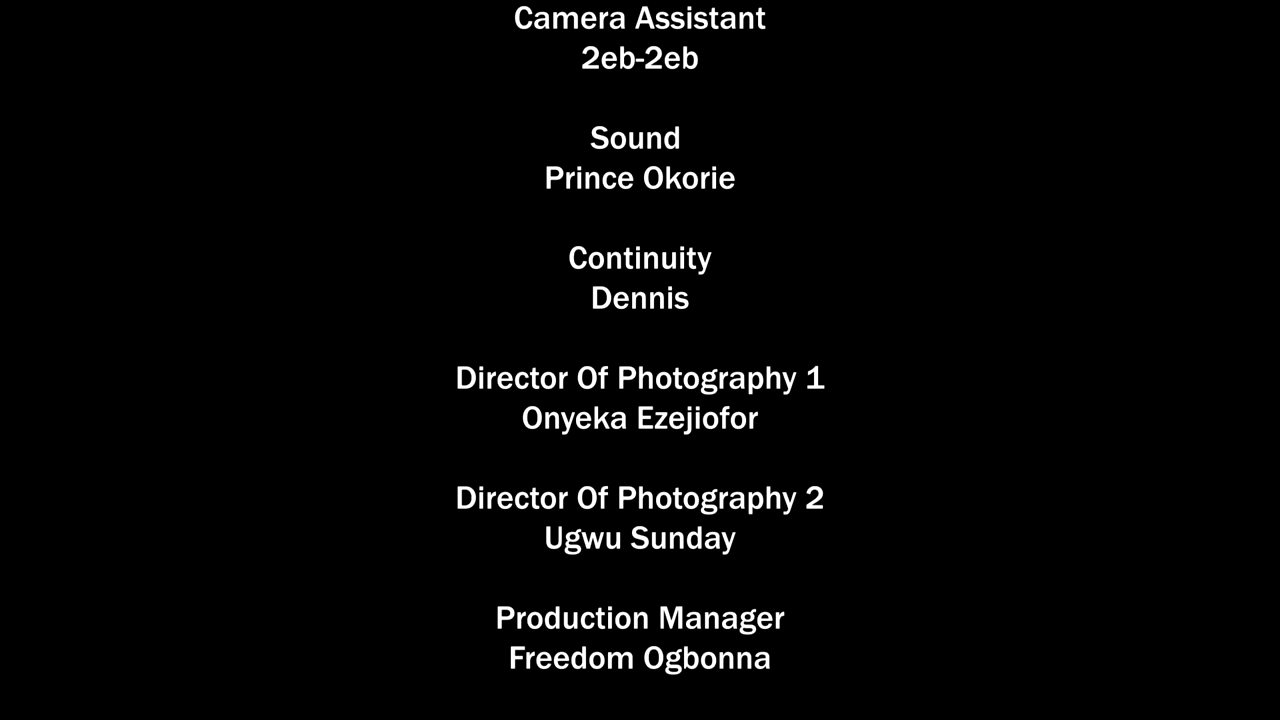 Camera Assistant
2eb-2eb
Sound
Prince Okorie
Continuity
Dennis
Director Of Photography 1
Onyeka Ezejiofor
Director Of Photography 2
Ugwu Sunday
Production Manager
Freedom Ogbonna